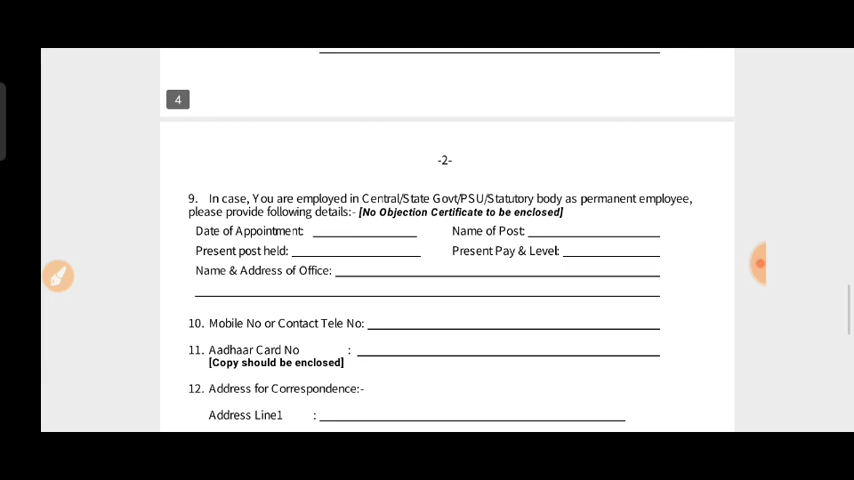 4
-2-
9. In case, You are employed in Central/State Govt/PSU/Statutory body as permanent employee,
please provide following details:- [No Objection Certificate to be enclosed]
Date of Appointment: Name of Post:
Present post held: Present Pay & Level:
Name & Address of Office:
10. Mobile No or Contact Tele No:
11. Aadhaar Card No :
[Copy should be enclosed]
12. Address for Correspondence:-
Address Line1 :